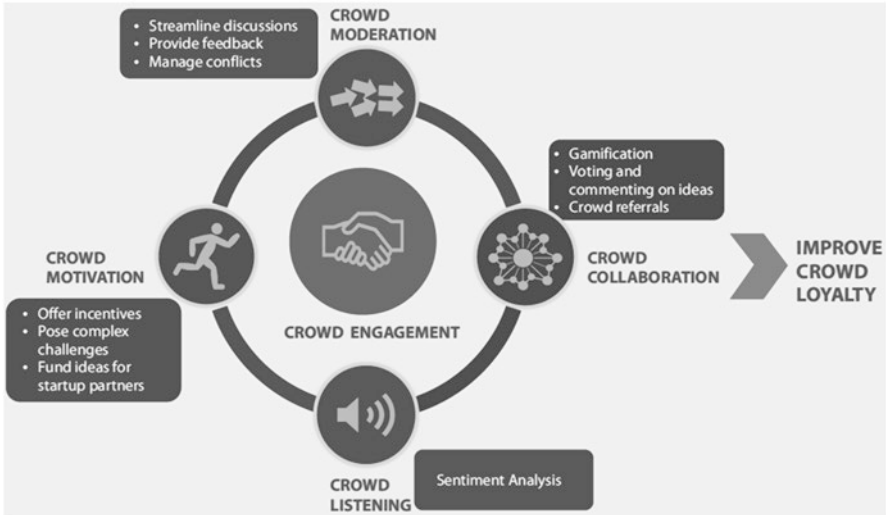 • Streamline discussions
• Provide feedback
• Manage conflicts
CROWD
MODERATION
• Gamification
• Voting and
commenting on ideas
• Crowd referrals
CROWD
MOTIVATION
CROWD
COLLABORATION
IMPROVE
CROWD
LOYALTY
• Offer incentives
• Pose complex
challenges
• Fund ideas for
startup partners
CROWD ENGAGEMENT
CROWD
LISTENING
Sentiment Analysis